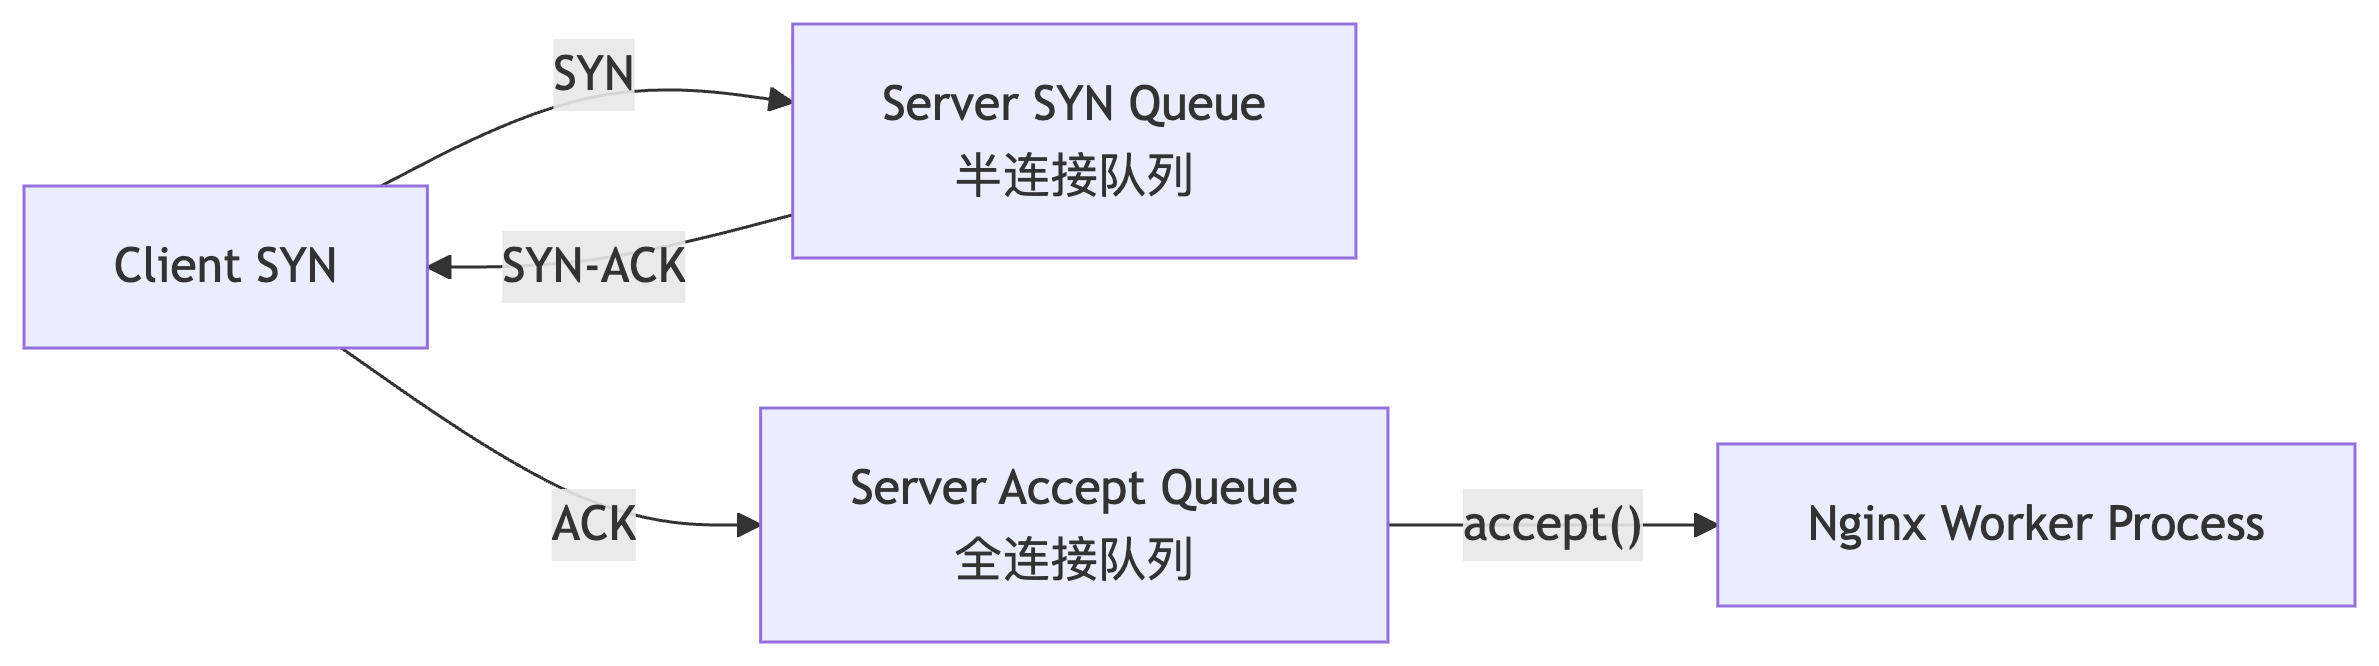 SYN
Server SYN Queue
半连接队列
Client SYN
SYN-ACK
Server Accept Queue
全连接队列
ACK
accept()
Nginx Worker Process